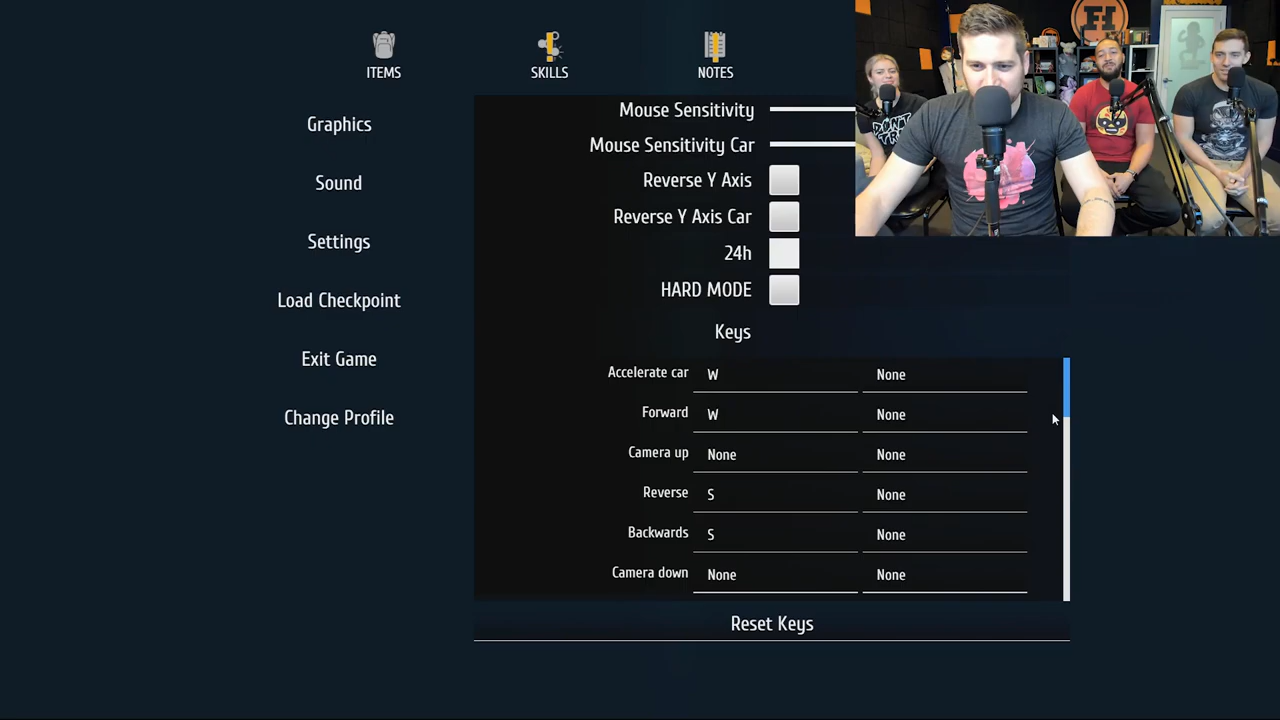 ITEMS
SKILLS
NOTES
Graphics
Sound
Settings
Load Checkpoint
Exit Game
Change Profile
Mouse Sensitivity
Mouse Sensitivity Car
Reverse Y Axis
Reverse Y Axis Car
24h
HARD MODE
Keys
Accelerate car W None
Forward W None
Camera up None None
Reverse S None
Backwards S None
Camera down None None
Reset Keys
DON'T